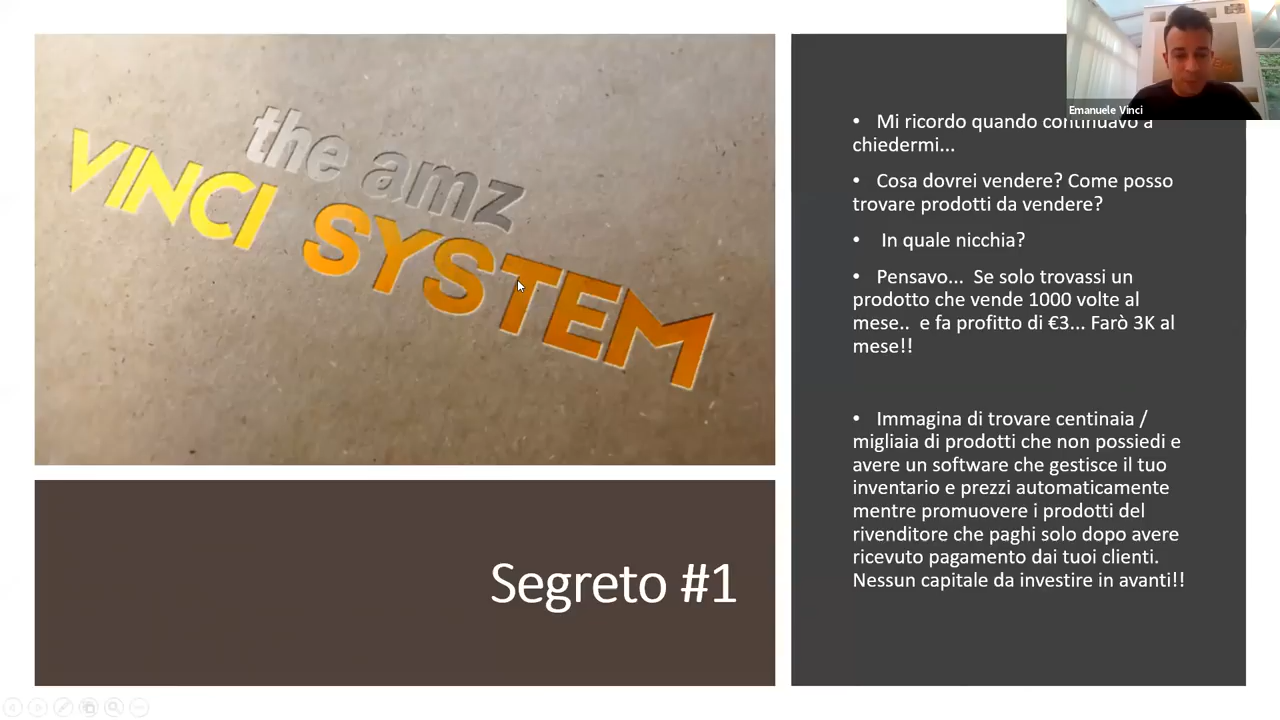 the amz
VINCI SYSTEM
Segreto #1
Emanuele Vinci
• Mi ricordo quando continuavo a
chiedermi...
• Cosa dovrei vendere? Come posso
trovare prodotti da vendere?
• In quale nicchia?
• Pensavo... Se solo trovassi un
prodotto che vende 1000 volte al
mese.. e fa profitto di €3... Farò 3K al
mese!!
• Immagina di trovare centinaia /
migliaia di prodotti che non possiedi e
avere un software che gestisce il tuo
inventario e prezzi automaticamente
mentre promuovere i prodotti del
rivenditore che paghi solo dopo avere
ricevuto pagamento dai tuoi clienti.
Nessun capitale da investire in avanti!!